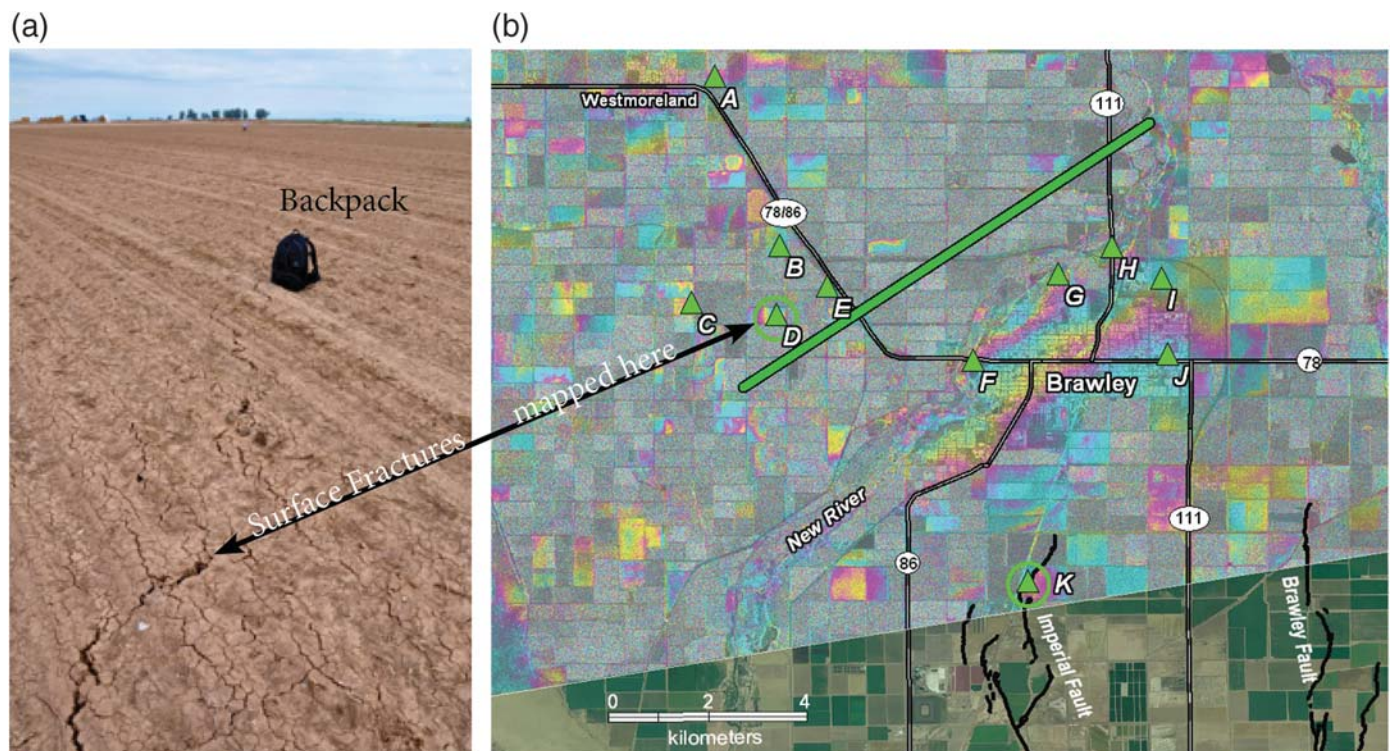 (a)
(b)
Backpack
Surface Fractures mapped here
Westmoreland
A
111
78/86
B
H
E
G
I
C
D
F
Brawley
J
78
New River
111
86
K
Imperial Fault
Brawley Fault
0 2 4
kilometers